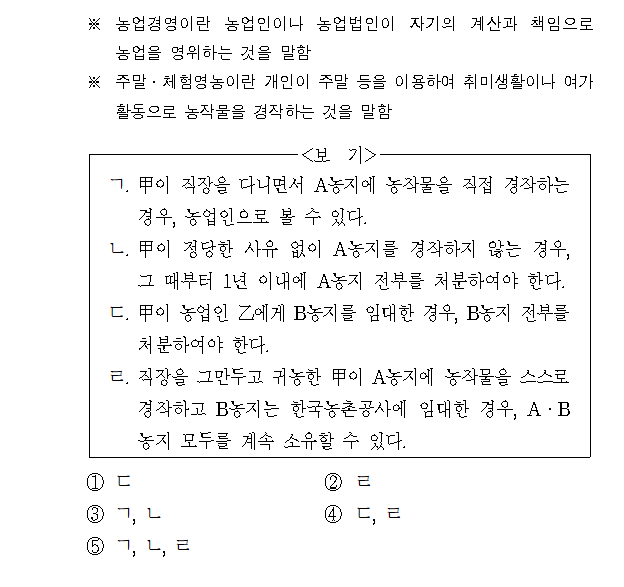 ※ 농업경영이란 농업인이나 농업법인이 자기의 계산과 책임으로
농업을 영위하는 것을 말함
※ 주말·체험영농이란 개인이 주말 등을 이용하여 취미생활이나 여가
활동으로 농작물을 경작하는 것을 말함
<보 기>
ㄱ. 甲이 직장을 다니면서 A농지에 농작물을 직접 경작하는
경우, 농업인으로 볼 수 있다.
ㄴ. 甲이 정당한 사유 없이 A농지를 경작하지 않는 경우,
그 때부터 1년 이내에 A농지 전부를 처분하여야 한다.
ㄷ. 甲이 농업인 乙에게 B농지를 임대한 경우, B농지 전부를
처분하여야 한다.
ㄹ. 직장을 그만두고 귀농한 甲이 A농지에 농작물을 스스로
경작하고 B농지는 한국농촌공사에 임대한 경우, A·B
농지 모두를 계속 소유할 수 있다.
① ㄷ ② ㄹ
③ ㄱ, ㄴ ④ ㄷ, ㄹ
⑤ ㄱ, ㄴ, ㄹ